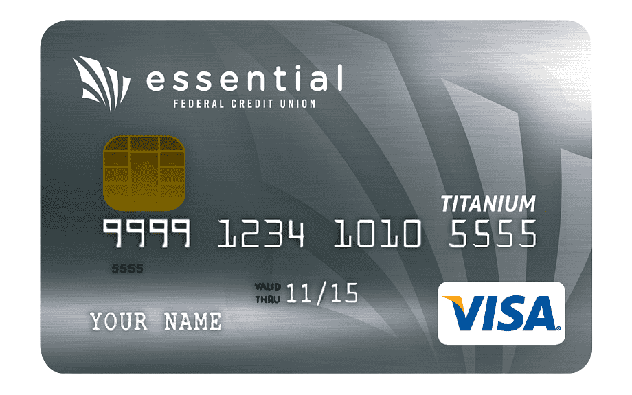 essential
FEDERAL CREDIT UNION
TITANIUM
9999 1234 1010 5555
5555
VALID THRU 11/15
YOUR NAME
VISA